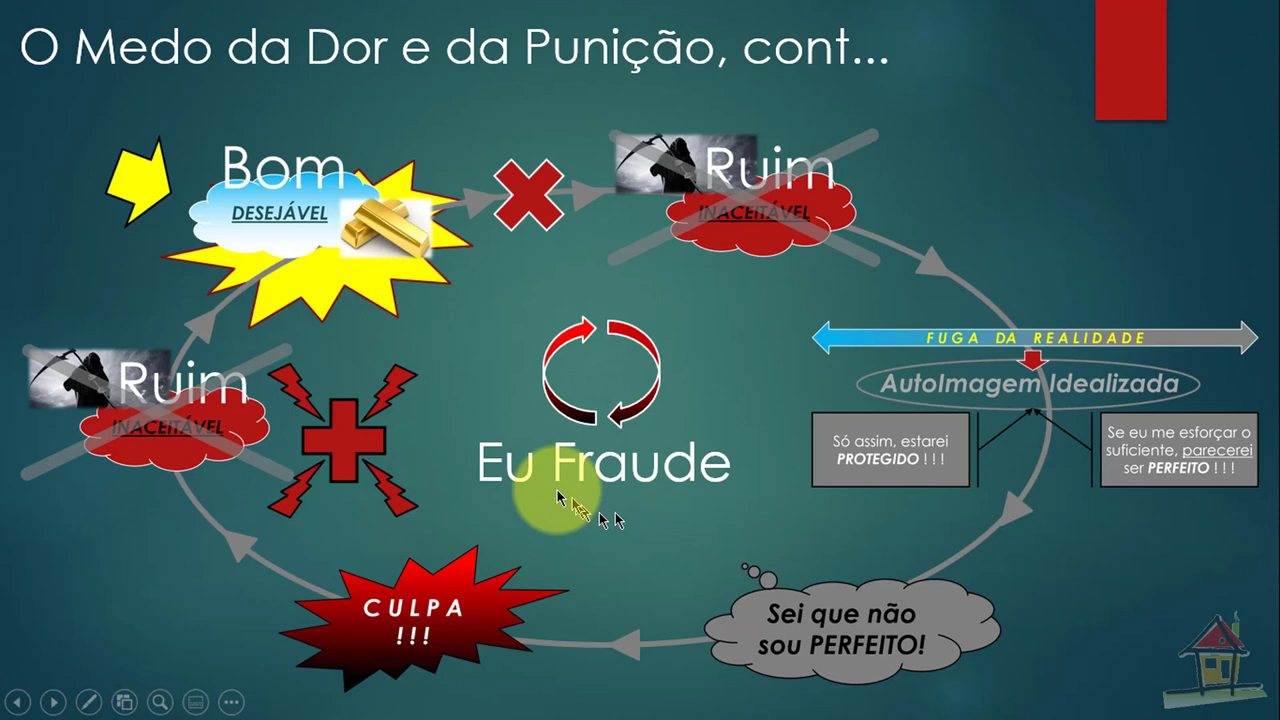 O Medo da Dor e da Punição, cont...
Bom
DESEJÁVEL
Ruim
INACEITÁVEL
FUGA DA REALIDADE
AutoImagem Idealizada
Só assim, estarei
PROTEGIDO ! ! !
Se eu me esforçar o
suficiente, parecerei
ser PERFEITO ! ! !
Ruim
INACEITÁVEL
Eu Fraude
CULPA
!!!
Sei que não
sou PERFEITO!